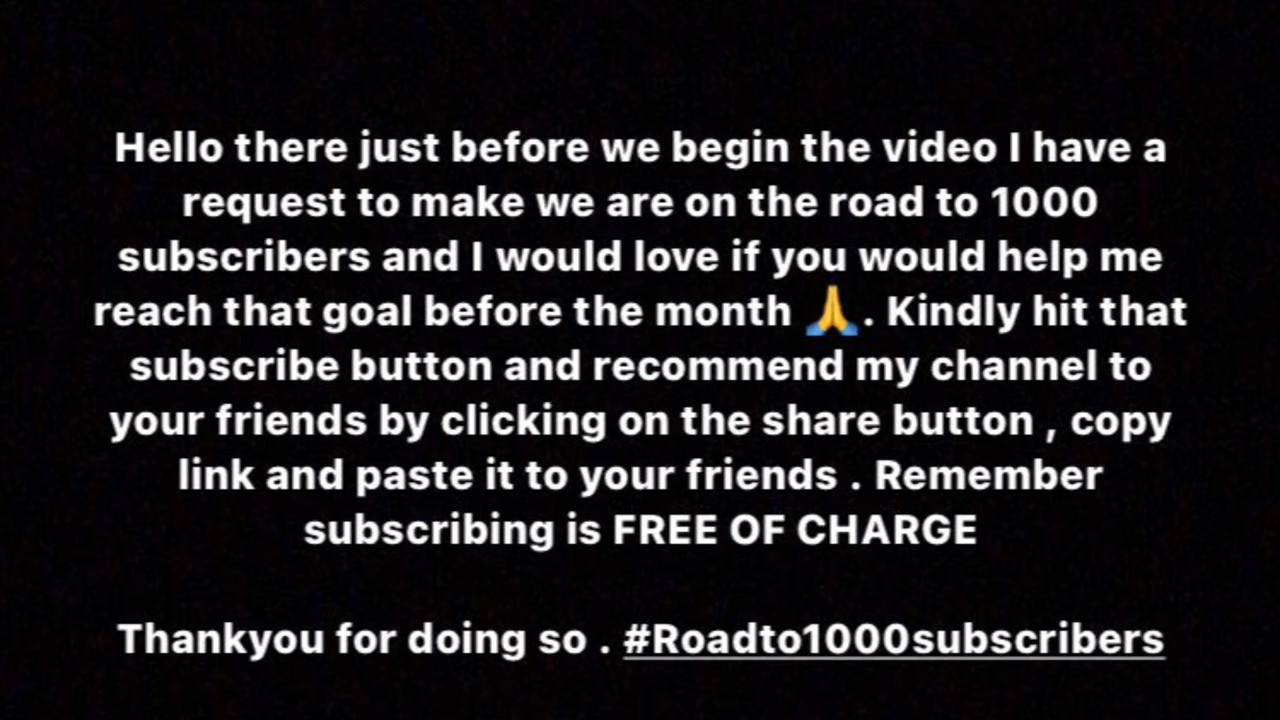 Hello there just before we begin the video I have a
request to make we are on the road to 1000
subscribers and I would love if you would help me
reach that goal before the month 🙏. Kindly hit that
subscribe button and recommend my channel to
your friends by clicking on the share button , copy
link and paste it to your friends . Remember
subscribing is FREE OF CHARGE
Thankyou for doing so . #Roadto1000subscribers